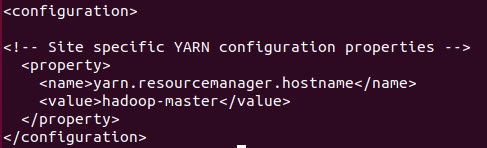 <configuration>
<!-- Site specific YARN configuration properties -->
<property>
<name>yarn.resourcemanager.hostname</name>
<value>hadoop-master</value>
</property>
</configuration>